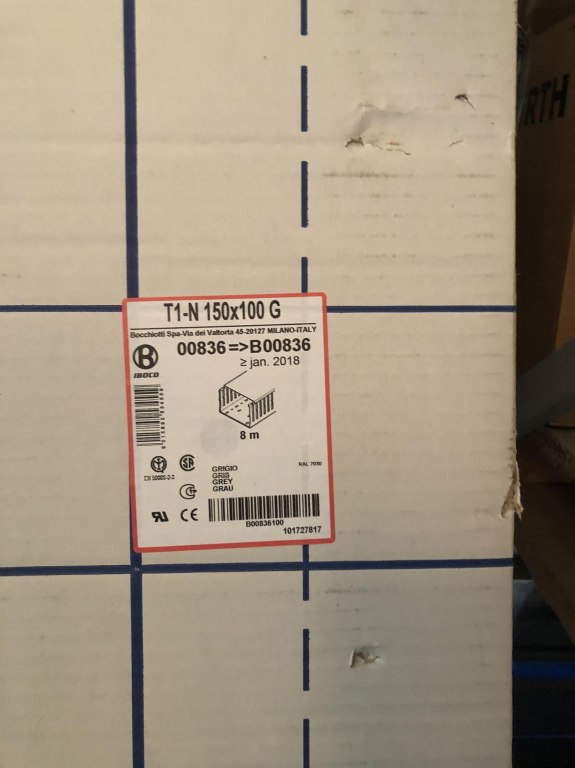 RTH
T1-N 150x100 G
Bocchiotti Spa-Via dei Valtorta 45-20127 MILANO-ITALY
00836=>B00836
≥ jan. 2018
IBOCO
8 m
EN 50085-2-3
RAL 7030
GRIGIO
GRIS
GREY
GRAU
B00836100
101727817